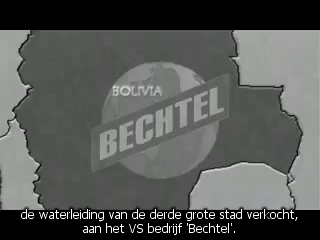 BOLIVIA
BECHTEL
de waterleiding van de derde grote stad verkocht,
aan het VS bedrijf 'Bechtel'.